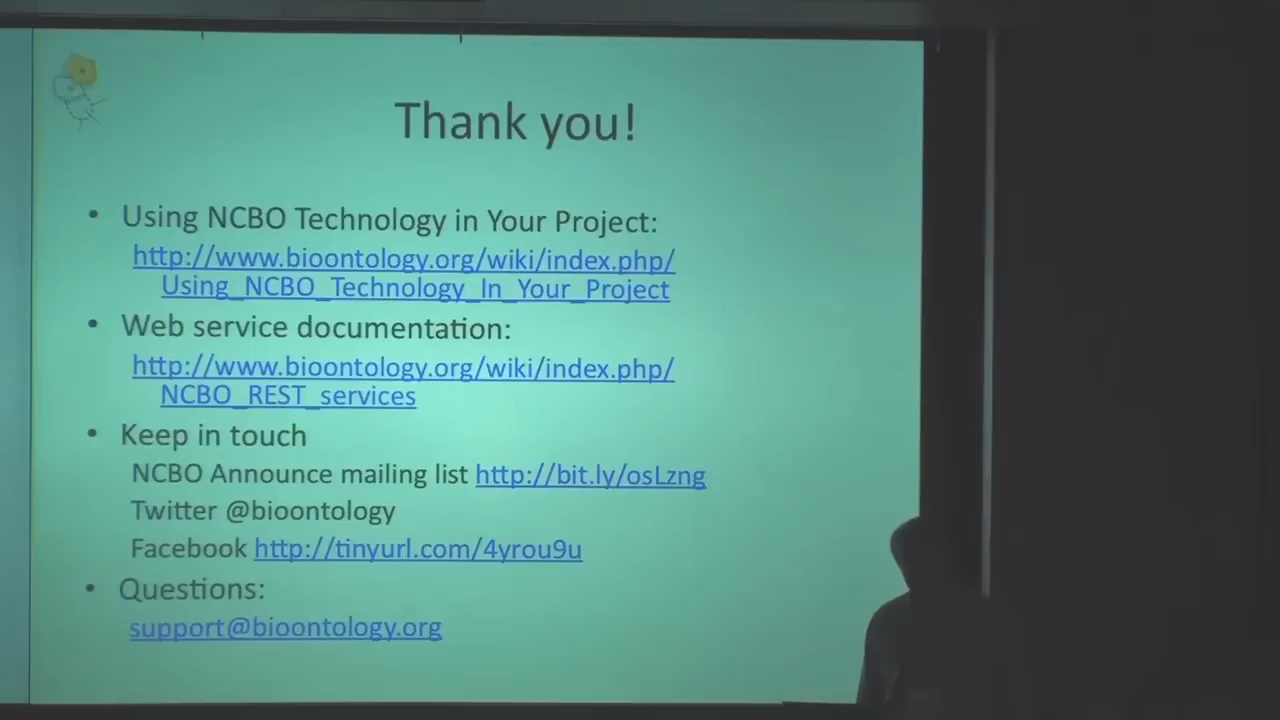 Thank you!
• Using NCBO Technology in Your Project:
http://www.bioontology.org/wiki/index.php/
Using_NCBO_Technology_In_Your_Project
• Web service documentation:
http://www.bioontology.org/wiki/index.php/
NCBO_REST_services
• Keep in touch
NCBO Announce mailing list http://bit.ly/osLzng
Twitter @bioontology
Facebook http://tinyurl.com/4yrou9u
• Questions:
support@bioontology.org